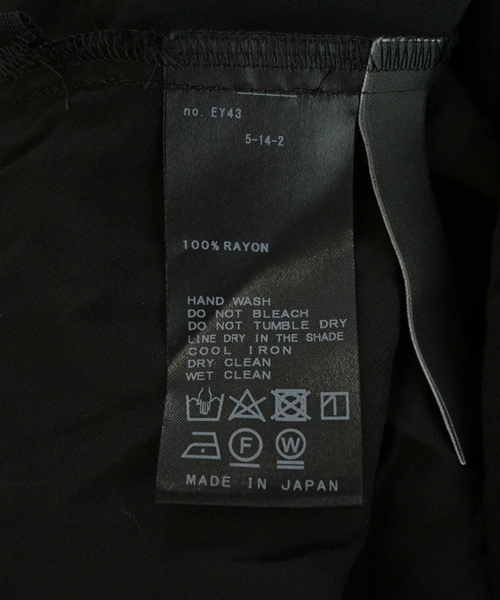 no. EY43
5-14-2
100% RAYON
HAND WASH
DO NOT BLEACH
DO NOT TUMBLE DRY
LINE DRY IN THE SHADE
COOL IRON
DRY CLEAN
WET CLEAN
F W
MADE IN JAPAN